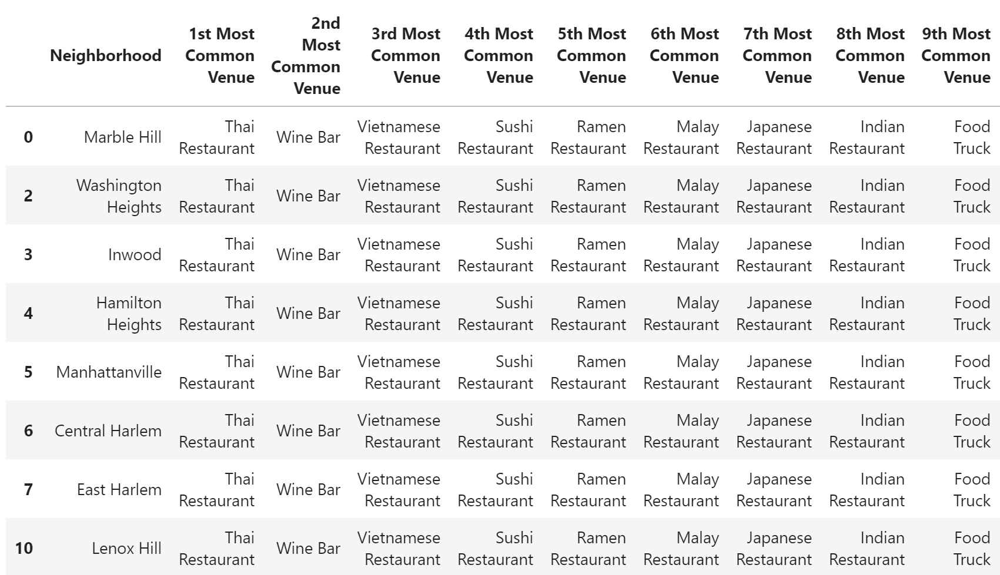 Neighborhood 1st Most Common Venue 2nd Most Common Venue 3rd Most Common Venue 4th Most Common Venue 5th Most Common Venue 6th Most Common Venue 7th Most Common Venue 8th Most Common Venue 9th Most Common Venue
0 Marble Hill Thai Restaurant Wine Bar Vietnamese Restaurant Sushi Restaurant Ramen Restaurant Malay Restaurant Japanese Restaurant Indian Restaurant Food Truck
2 Washington Heights Thai Restaurant Wine Bar Vietnamese Restaurant Sushi Restaurant Ramen Restaurant Malay Restaurant Japanese Restaurant Indian Restaurant Food Truck
3 Inwood Thai Restaurant Wine Bar Vietnamese Restaurant Sushi Restaurant Ramen Restaurant Malay Restaurant Japanese Restaurant Indian Restaurant Food Truck
4 Hamilton Heights Thai Restaurant Wine Bar Vietnamese Restaurant Sushi Restaurant Ramen Restaurant Malay Restaurant Japanese Restaurant Indian Restaurant Food Truck
5 Manhattanville Thai Restaurant Wine Bar Vietnamese Restaurant Sushi Restaurant Ramen Restaurant Malay Restaurant Japanese Restaurant Indian Restaurant Food Truck
6 Central Harlem Thai Restaurant Wine Bar Vietnamese Restaurant Sushi Restaurant Ramen Restaurant Malay Restaurant Japanese Restaurant Indian Restaurant Food Truck
7 East Harlem Thai Restaurant Wine Bar Vietnamese Restaurant Sushi Restaurant Ramen Restaurant Malay Restaurant Japanese Restaurant Indian Restaurant Food Truck
10 Lenox Hill Thai Restaurant Wine Bar Vietnamese Restaurant Sushi Restaurant Ramen Restaurant Malay Restaurant Japanese Restaurant Indian Restaurant Food Truck